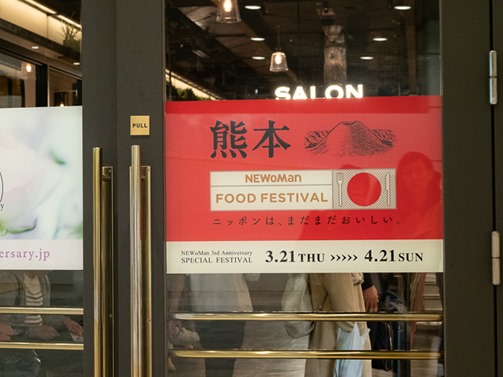 SALON
PULL
熊本
NEWoMan
FOOD FESTIVAL
ニッポンは、まだまだおいしい。
NEWoMan 3rd Anniversary
SPECIAL FESTIVAL
3.21 THU >>>>> 4.21 SUN
ersary.jp